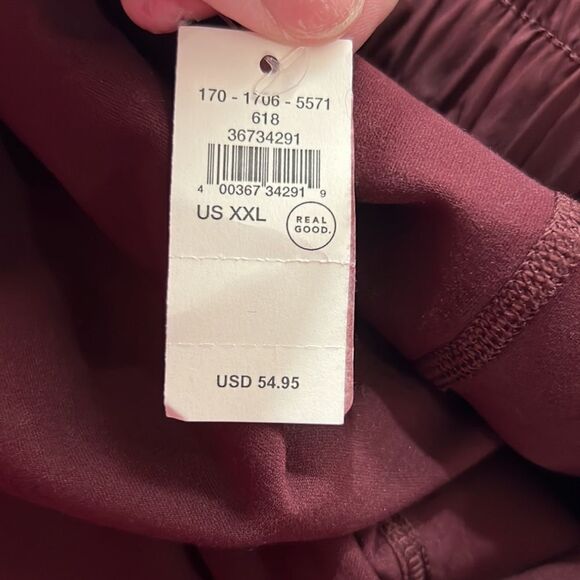 170 - 1706 - 5571
618
36734291
4 00367 34291 9
US XXL
REAL
GOOD.
USD 54.95